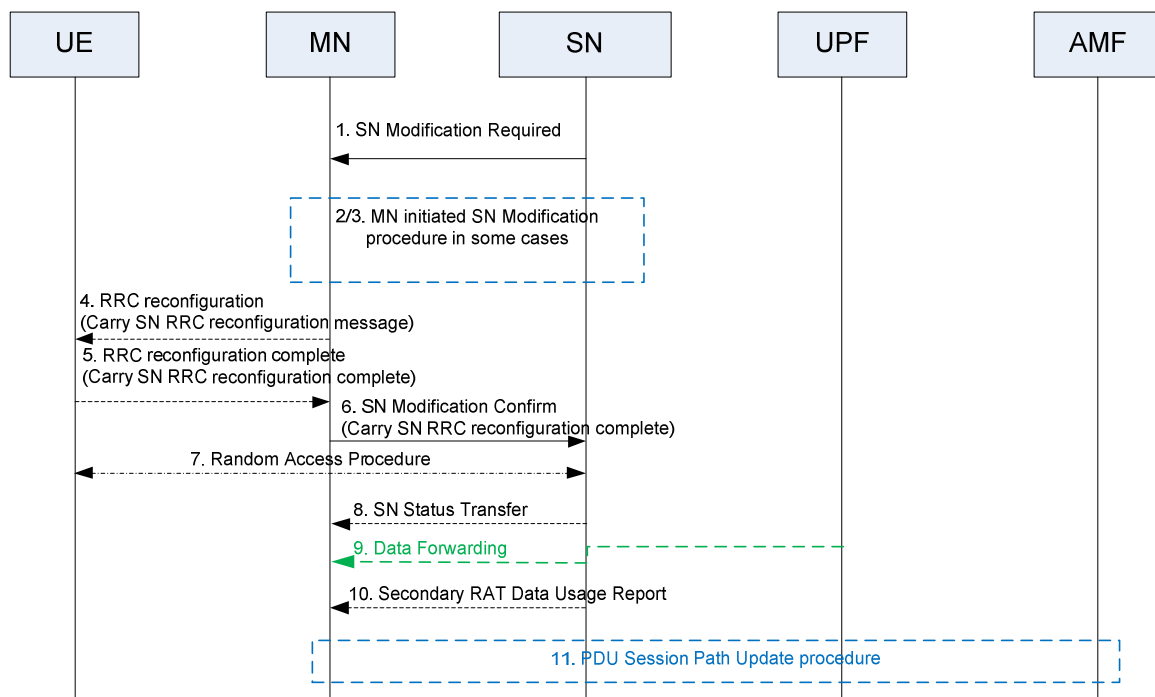 UE
MN
SN
UPF
AMF
1. SN Modification Required
2/3. MN initiated SN Modification
procedure in some cases
4. RRC reconfiguration
(Carry SN RRC reconfiguration message)
5. RRC reconfiguration complete
(Carry SN RRC reconfiguration complete)
6. SN Modification Confirm
(Carry SN RRC reconfiguration complete)
7. Random Access Procedure
8. SN Status Transfer
9. Data Forwarding
10. Secondary RAT Data Usage Report
11. PDU Session Path Update procedure